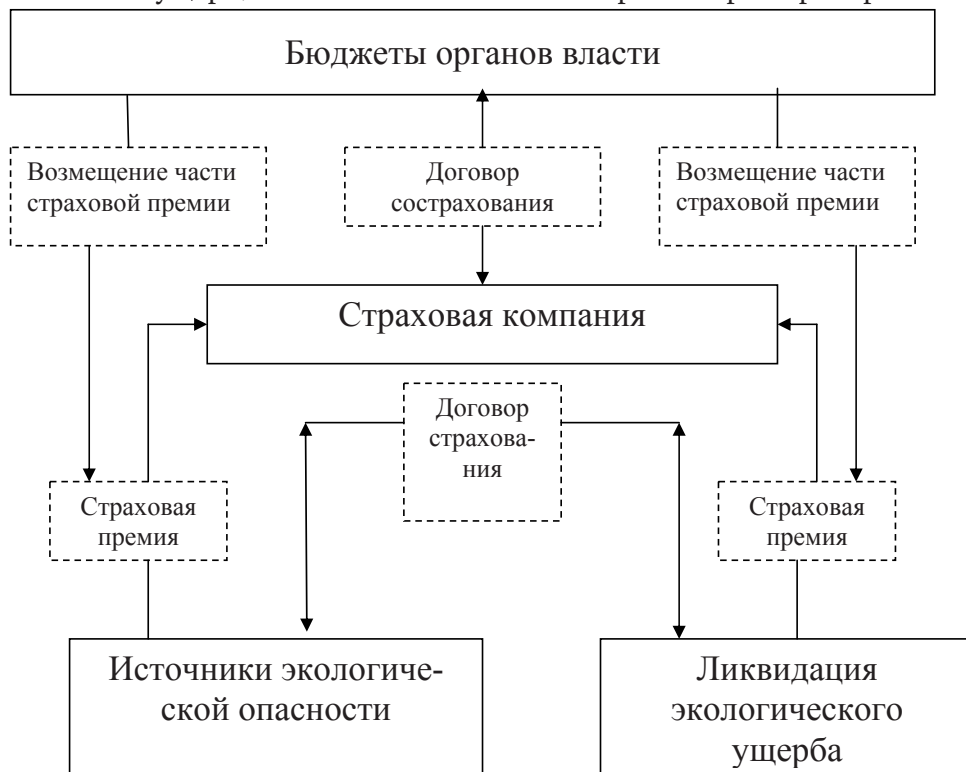 Бюджеты органов власти
Возмещение части
страховой премии
Договор
сострахования
Возмещение части
страховой премии
Страховая компания
Договор
страхова-
ния
Страховая
премия
Страховая
премия
Источники экологиче-
ской опасности
Ликвидация
экологического
ущерба